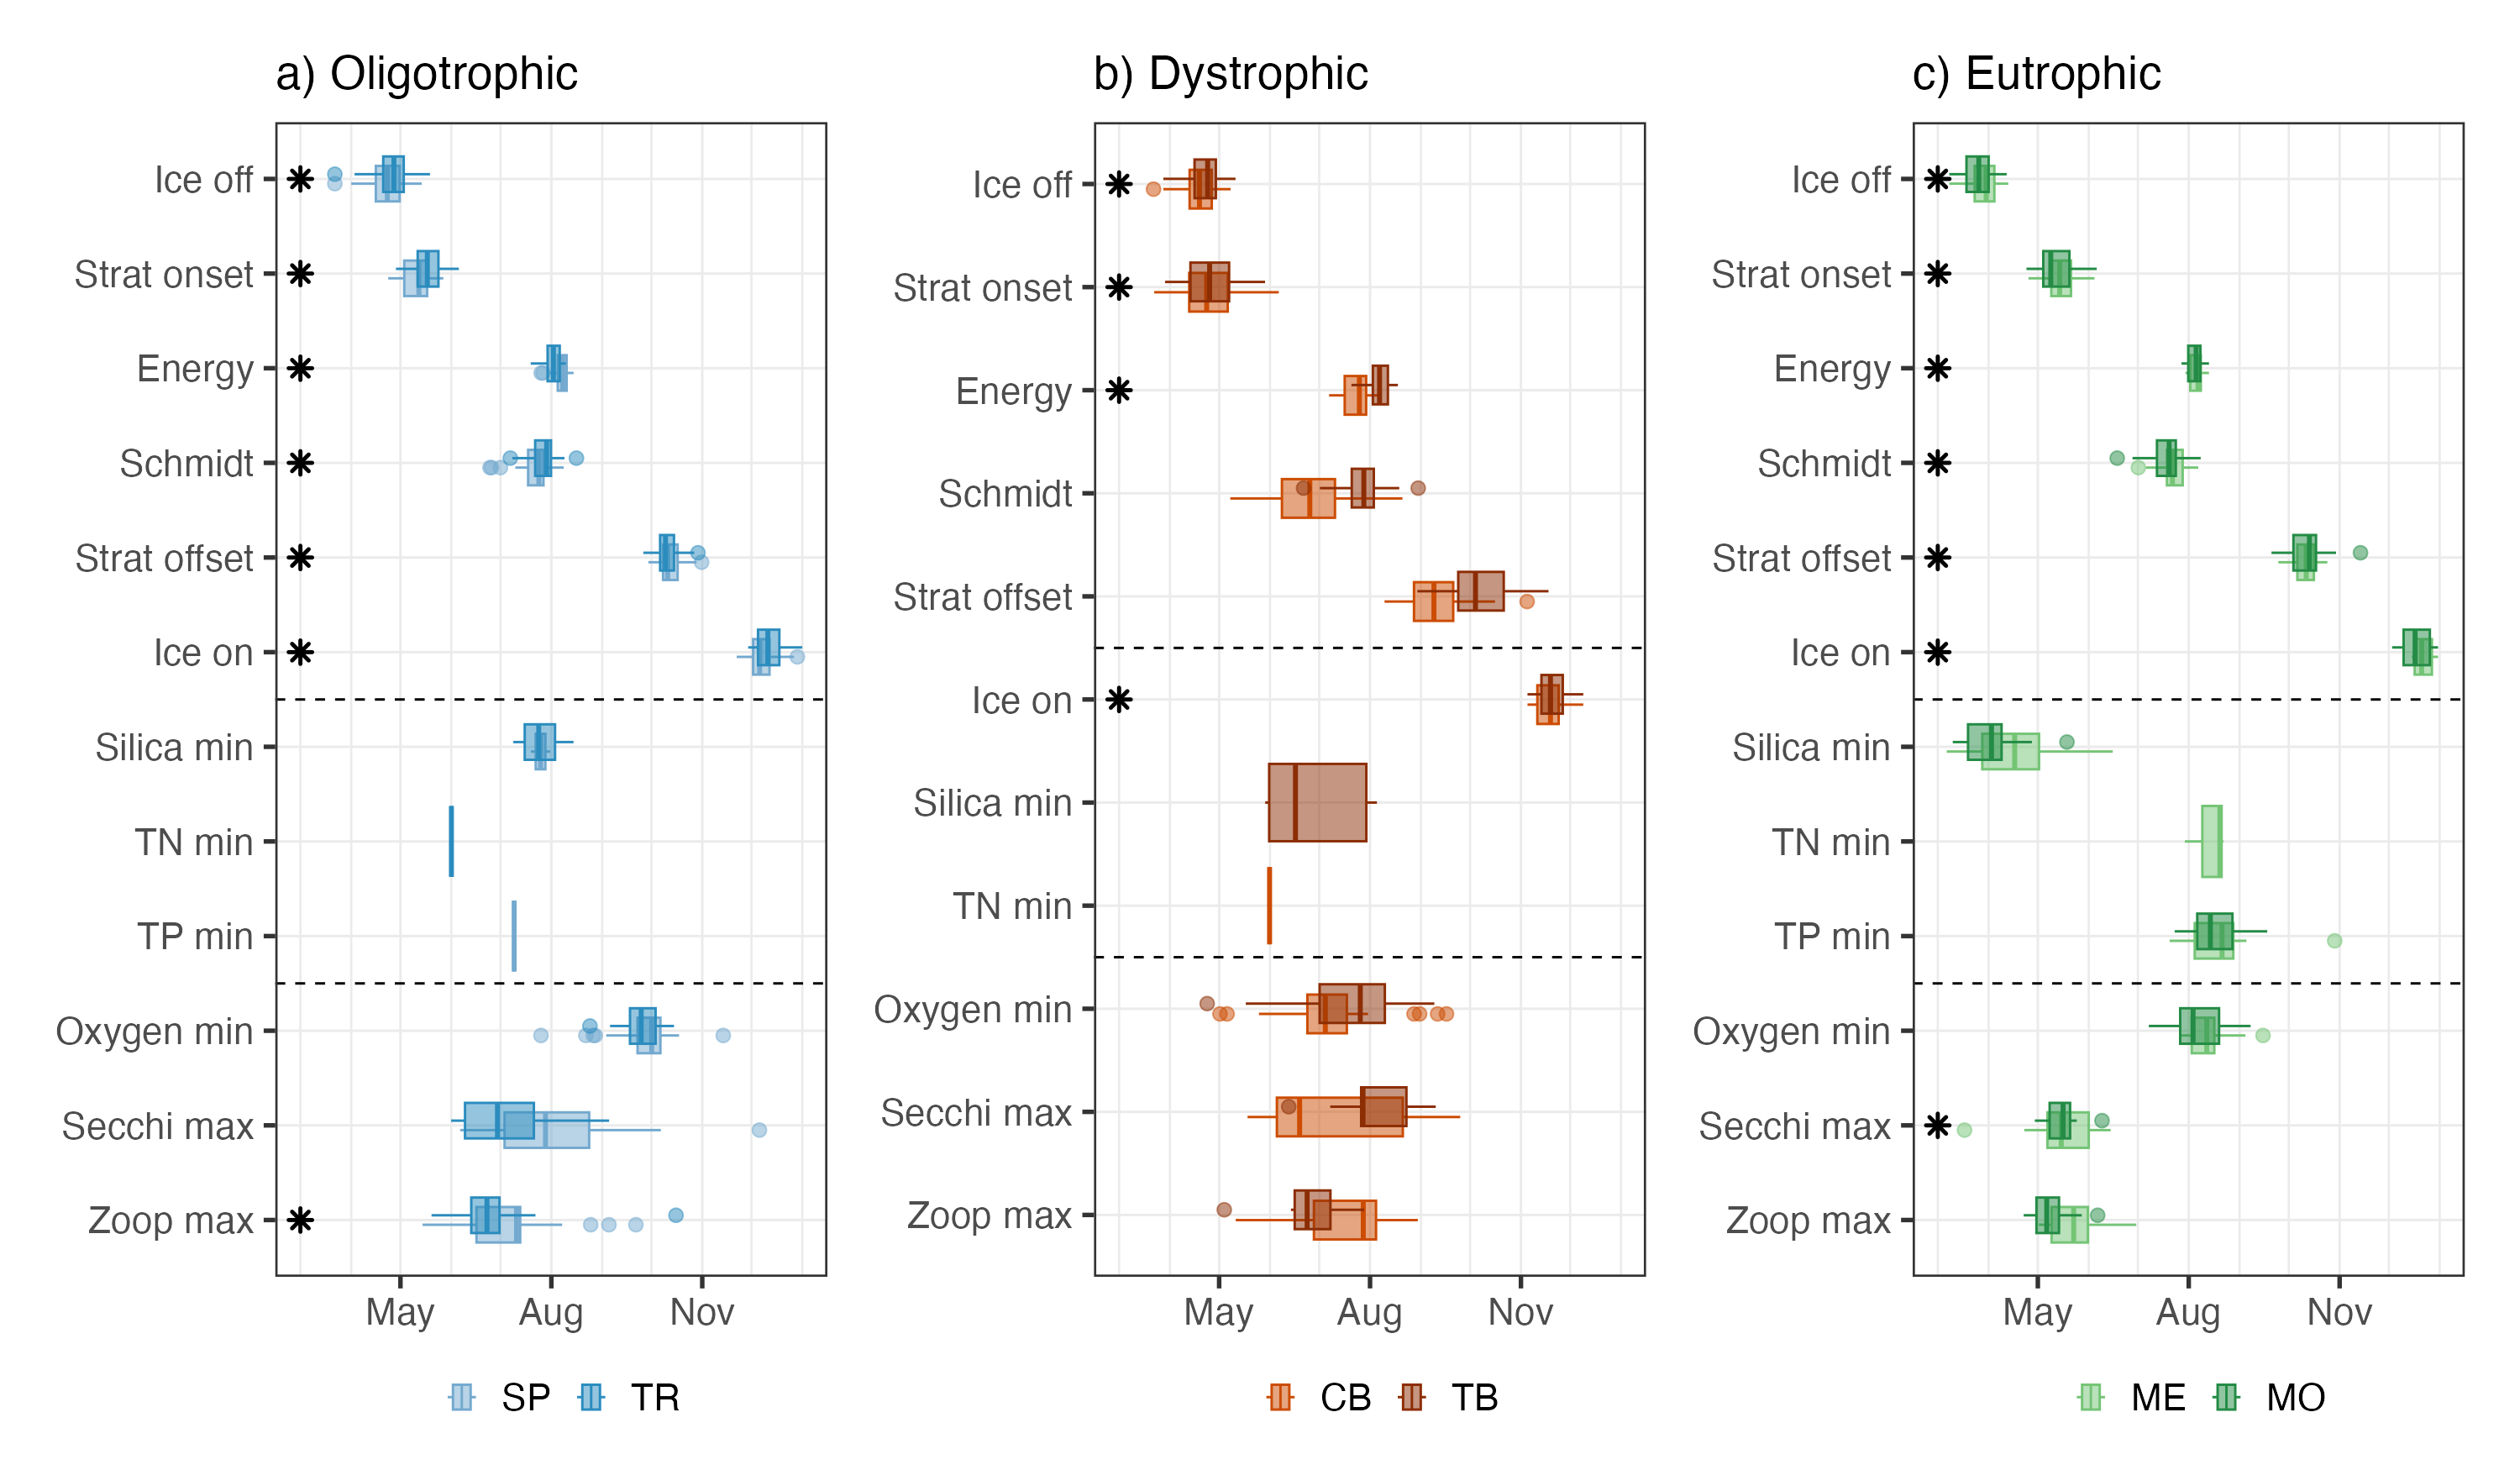 a) Oligotrophic
Ice off
Strat onset
Energy
Schmidt
Strat offset
Ice on
Silica min
TN min
TP min
Oxygen min
Secchi max
Zoop max
May Aug Nov
SP TR
b) Dystrophic
Ice off
Strat onset
Energy
Schmidt
Strat offset
Ice on
Silica min
TN min
Oxygen min
Secchi max
Zoop max
May Aug Nov
CB TB
c) Eutrophic
Ice off
Strat onset
Energy
Schmidt
Strat offset
Ice on
Silica min
TN min
TP min
Oxygen min
Secchi max
Zoop max
May Aug Nov
ME MO